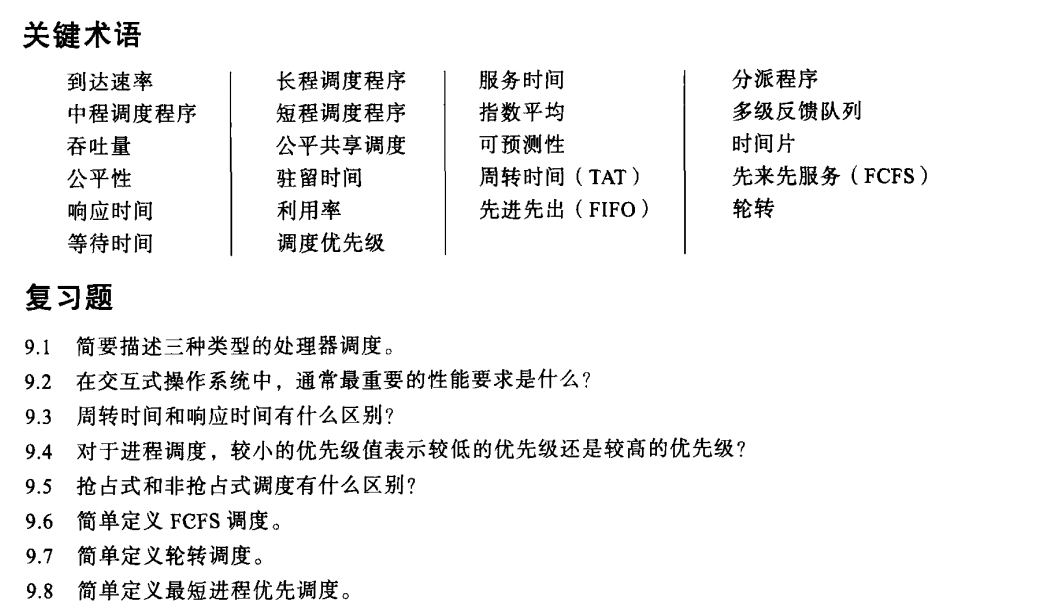 关键术语
到达速率 长程调度程序 服务时间 分派程序
中程调度程序 短程调度程序 指数平均 多级反馈队列
吞吐量 公平共享调度 可预测性 时间片
公平性 驻留时间 周转时间（TAT） 先来先服务（FCFS）
响应时间 利用率 先进先出（FIFO） 轮转
等待时间 调度优先级
复习题
9.1 简要描述三种类型的处理器调度。
9.2 在交互式操作系统中，通常最重要的性能要求是什么？
9.3 周转时间和响应时间有什么区别？
9.4 对于进程调度，较小的优先级值表示较低的优先级还是较高的优先级？
9.5 抢占式和非抢占式调度有什么区别？
9.6 简单定义 FCFS 调度。
9.7 简单定义轮转调度。
9.8 简单定义最短进程优先调度。